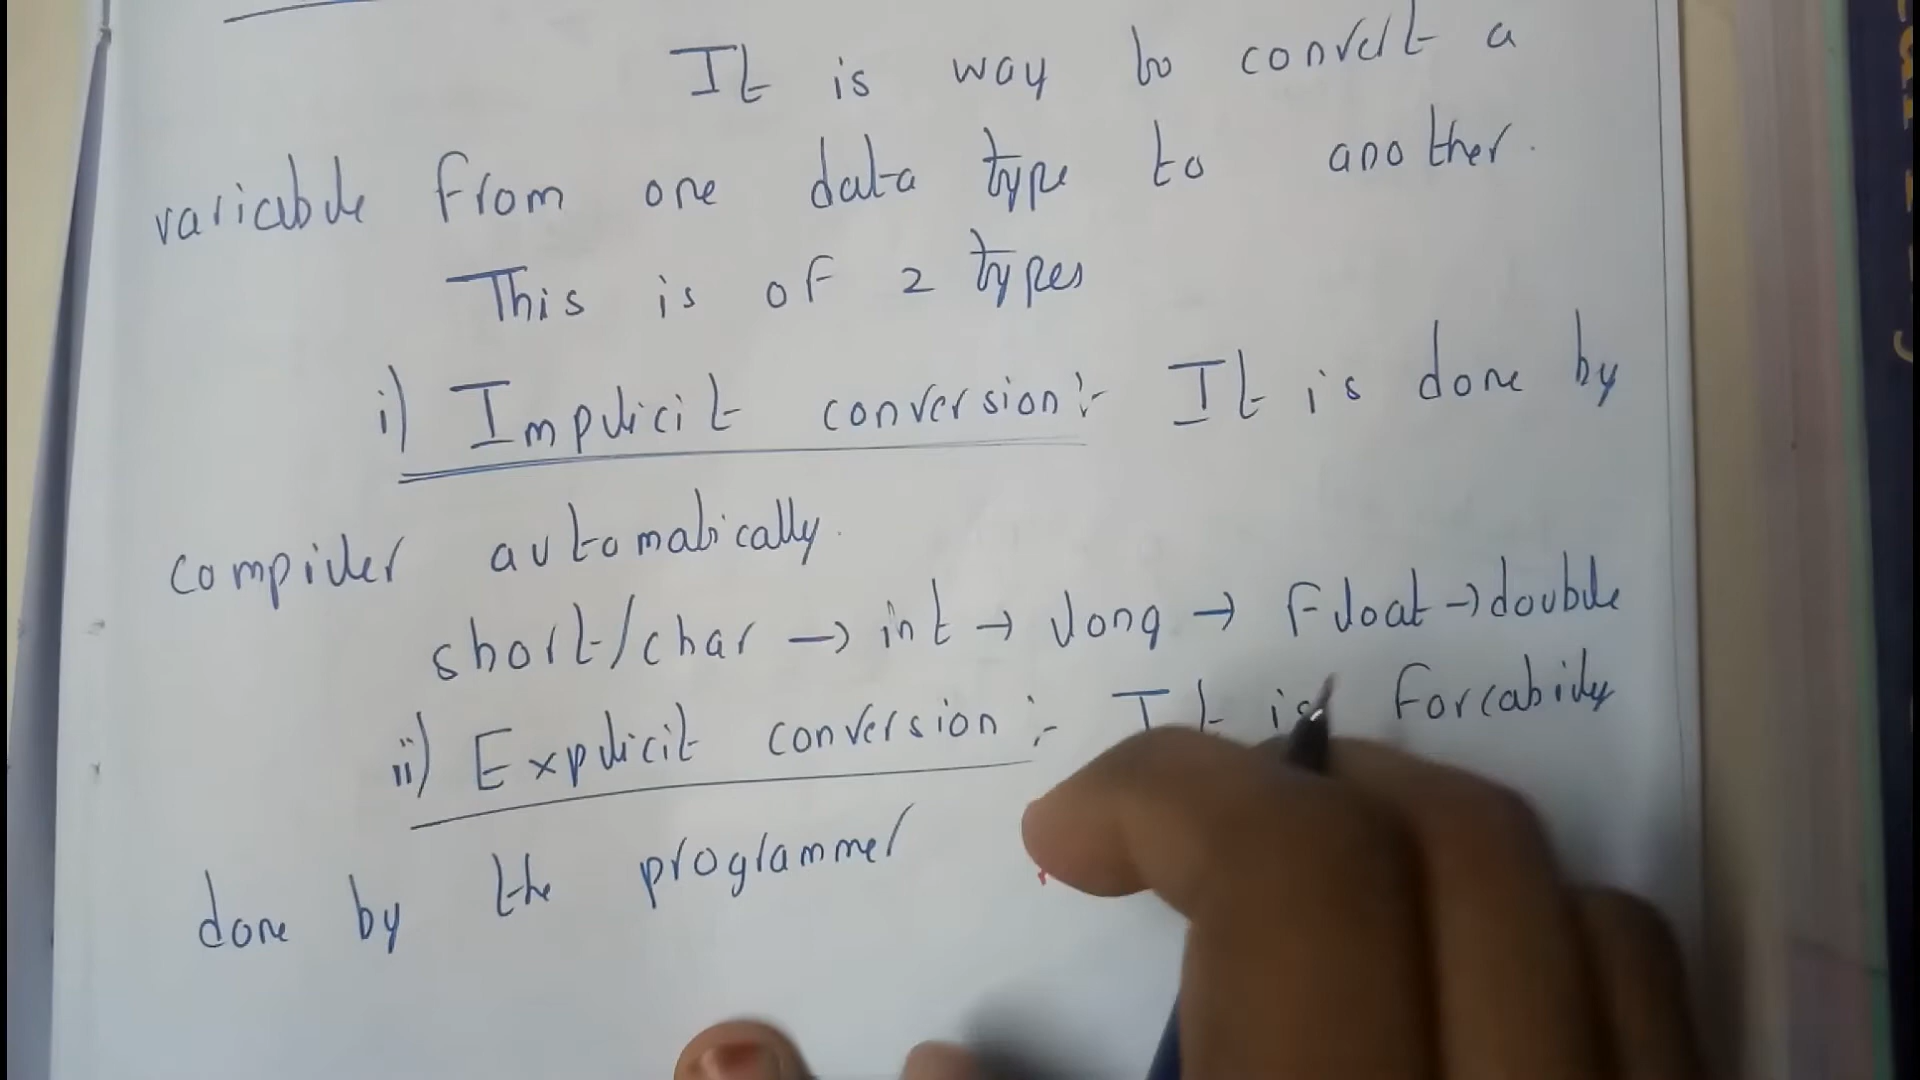 It is way to convert a
variable from one data type to another.
This is of 2 types
i) Implicit conversion :- It is done by
compiler automatically.
short/char → int → long → Float → double
ii) Explicit conversion :- It is Forcabily
done by the programmer